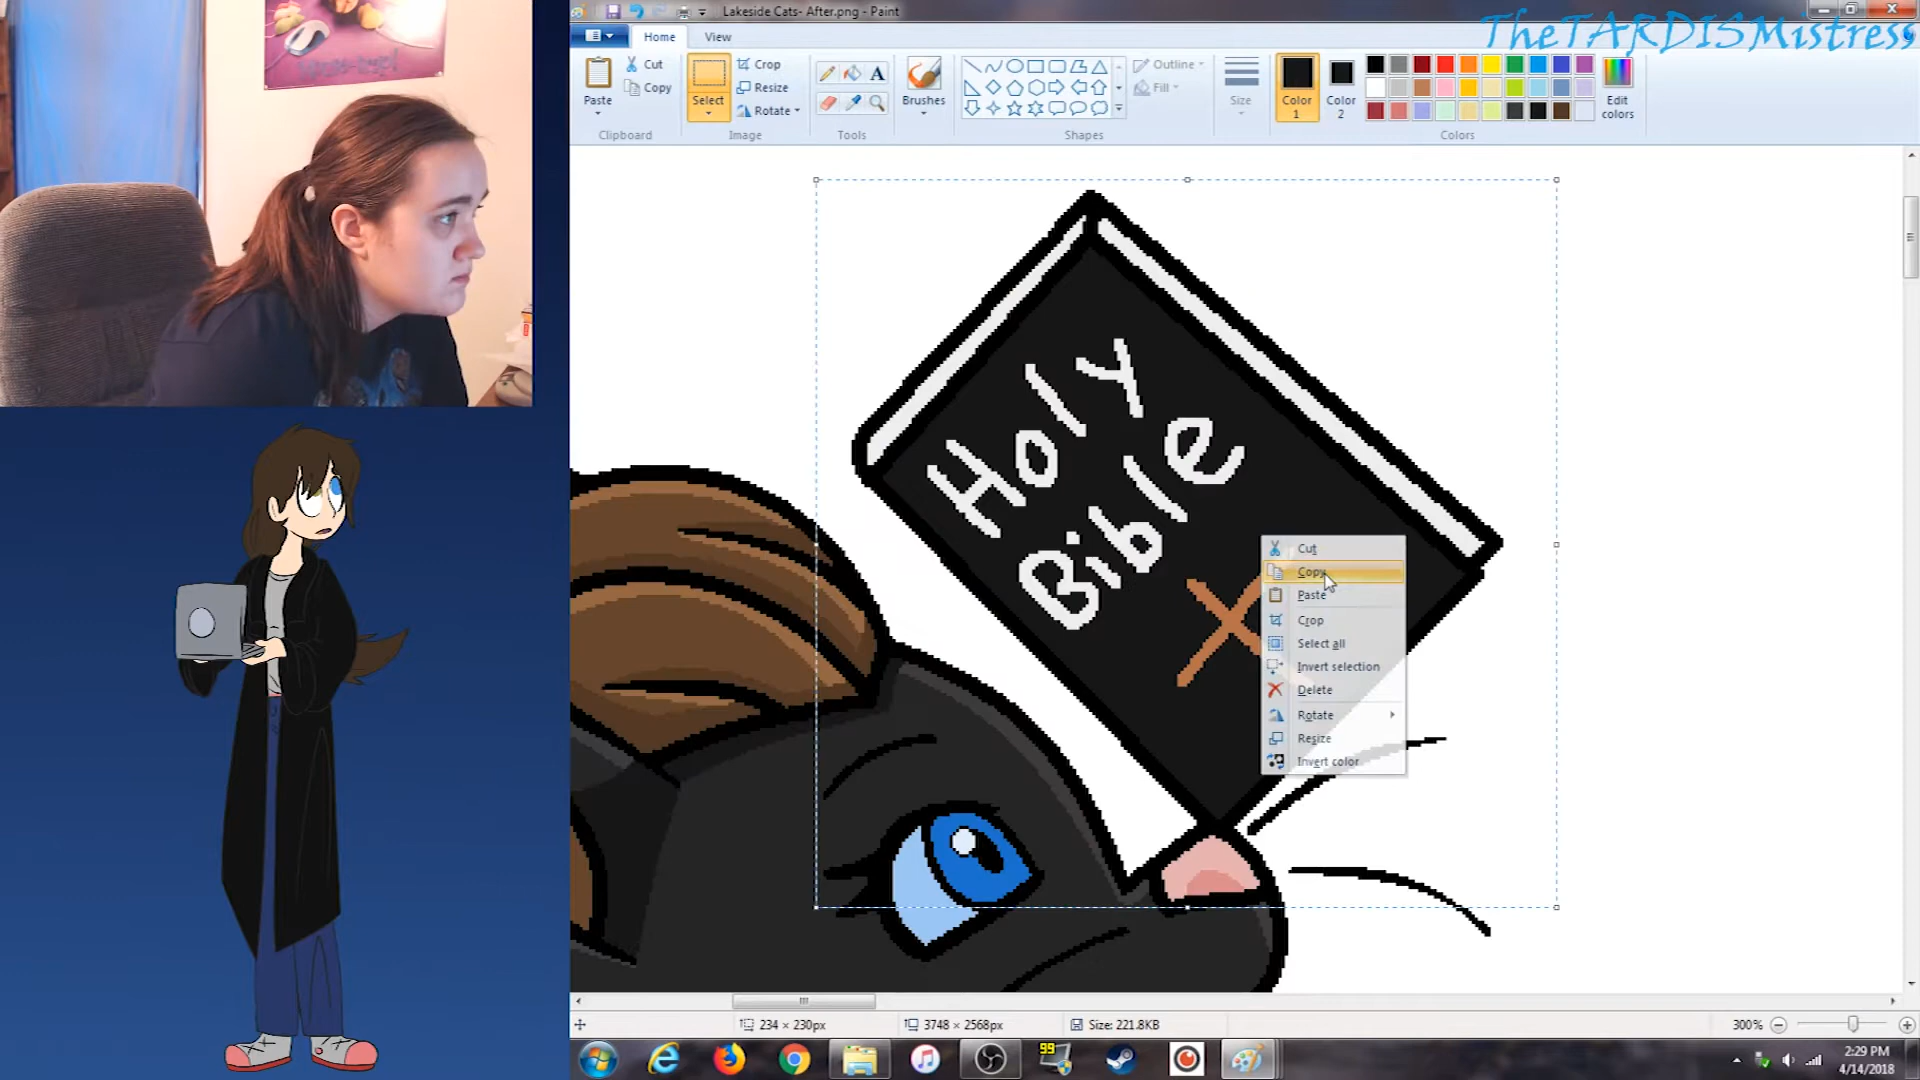 Lakeside Cats- After.png - Paint
TheTARDISMistress
Home
View
Paste
Cut
Copy
Select
Crop
Resize
Rotate
Brushes
Outline
Fill
Size
Color
1
Color
2
Edit
colors
Clipboard
Image
Tools
Shapes
Colors
Holy
Bible
Cut
Copy
Paste
Crop
Select all
Invert selection
Delete
Rotate
Resize
Invert color
234 × 230px
3748 × 2568px
Size: 221.8KB
300%
99
2:29 PM
4/14/2018